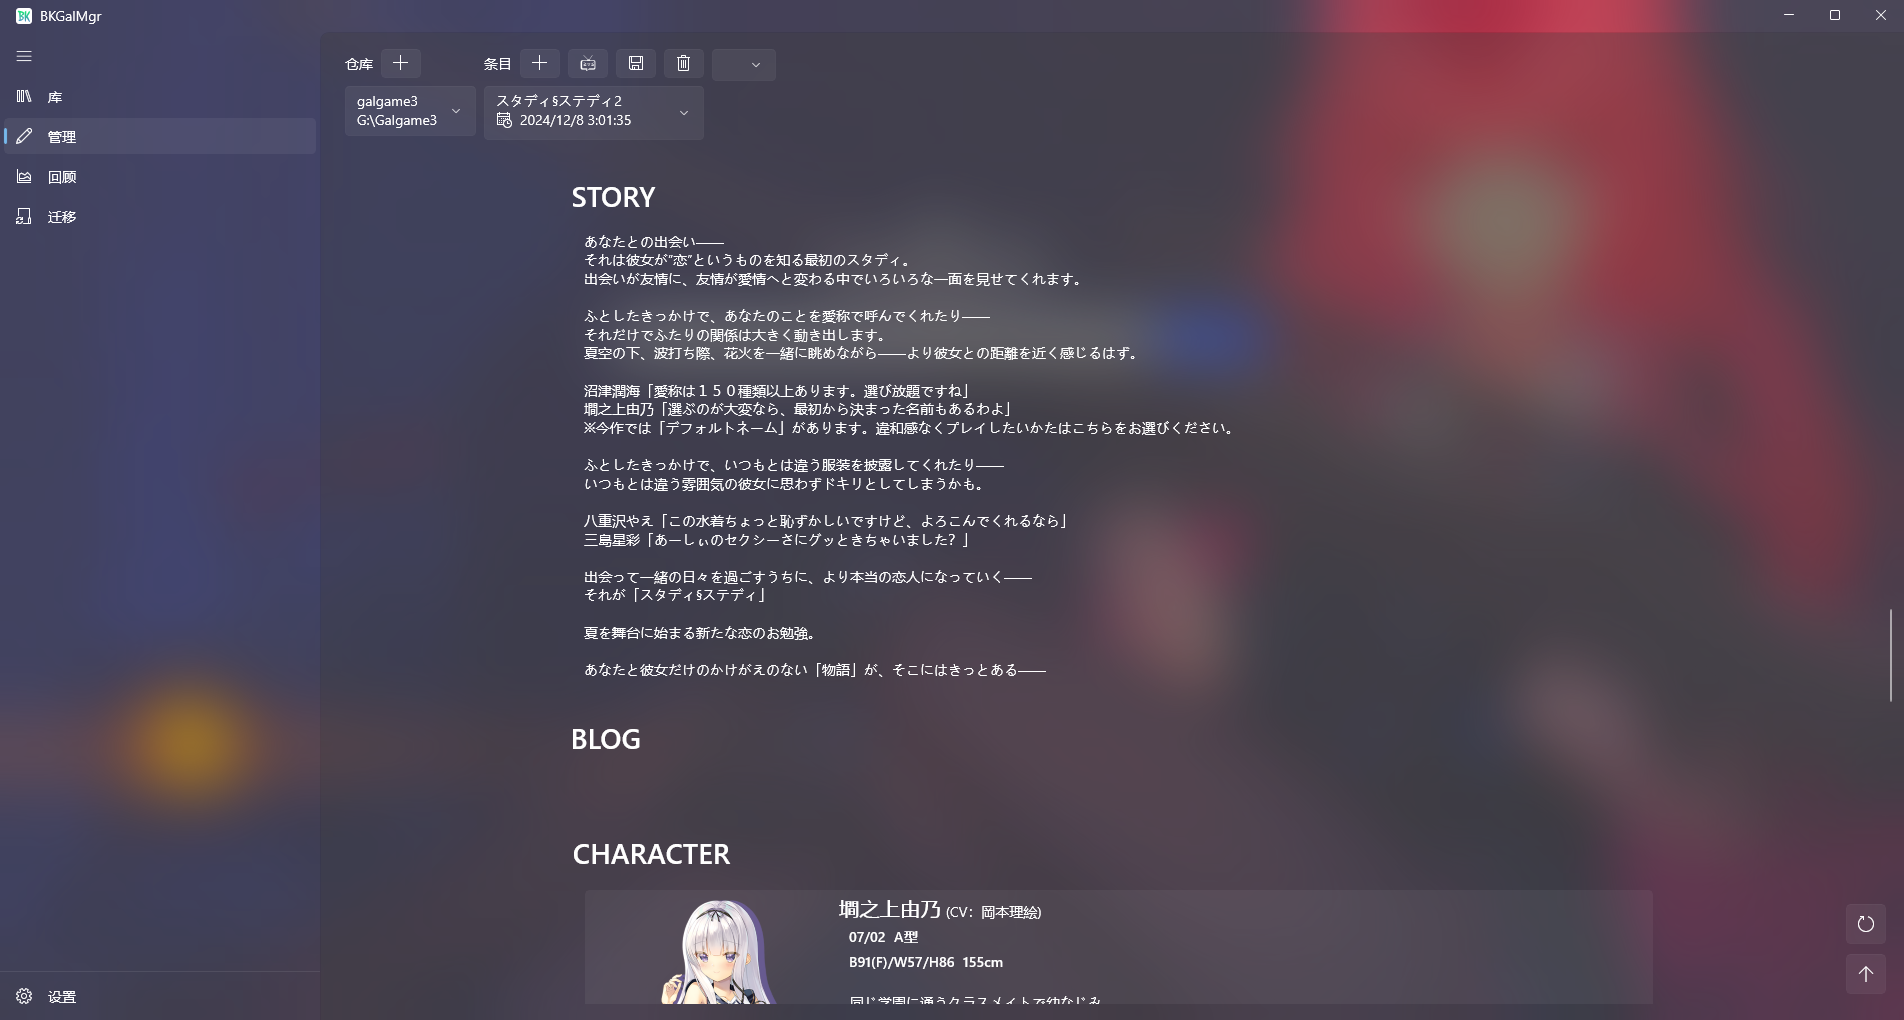 BKGalMgr
库
管理
回顾
迁移
设置
仓库
条目
galgame3
G:\Galgame3
スタディ§ステディ2
2024/12/8 3:01:35
STORY
あなたとの出会い――
それは彼女が“恋”というものを知る最初のスタディ。
出会いが友情に、友情が愛情へと変わる中でいろいろな一面を見せてくれます。
ふとしたきっかけで、あなたのことを愛称で呼んでくれたり――
それだけでふたりの関係は大きく動き出します。
夏空の下、波打ち際、花火を一緒に眺めながら――より彼女との距離を近く感じるはず。
沼津潤海「愛称は１５０種類以上あります。選び放題ですね」
墹之上由乃「選ぶのが大変なら、最初から決まった名前もあるわよ」
※今作では「デフォルトネーム」があります。違和感なくプレイしたいかたはこちらをお選びください。
ふとしたきっかけで、いつもとは違う服装を披露してくれたり――
いつもとは違う雰囲気の彼女に思わずドキリとしてしまうかも。
八重沢やえ「この水着ちょっと恥ずかしいですけど、よろこんでくれるなら」
三島星彩「あーしぃのセクシーさにグッときちゃいました？」
出会って一緒の日々を過ごすうちに、より本当の恋人になっていく――
それが「スタディ§ステディ」
夏を舞台に始まる新たな恋のお勉強。
あなたと彼女だけのかけがえのない「物語」が、そこにはきっとある――
BLOG
CHARACTER
墹之上由乃 (CV：岡本理絵)
07/02 A型
B91(F)/W57/H86 155cm
同じ学園に通うクラスメイトで幼なじみ